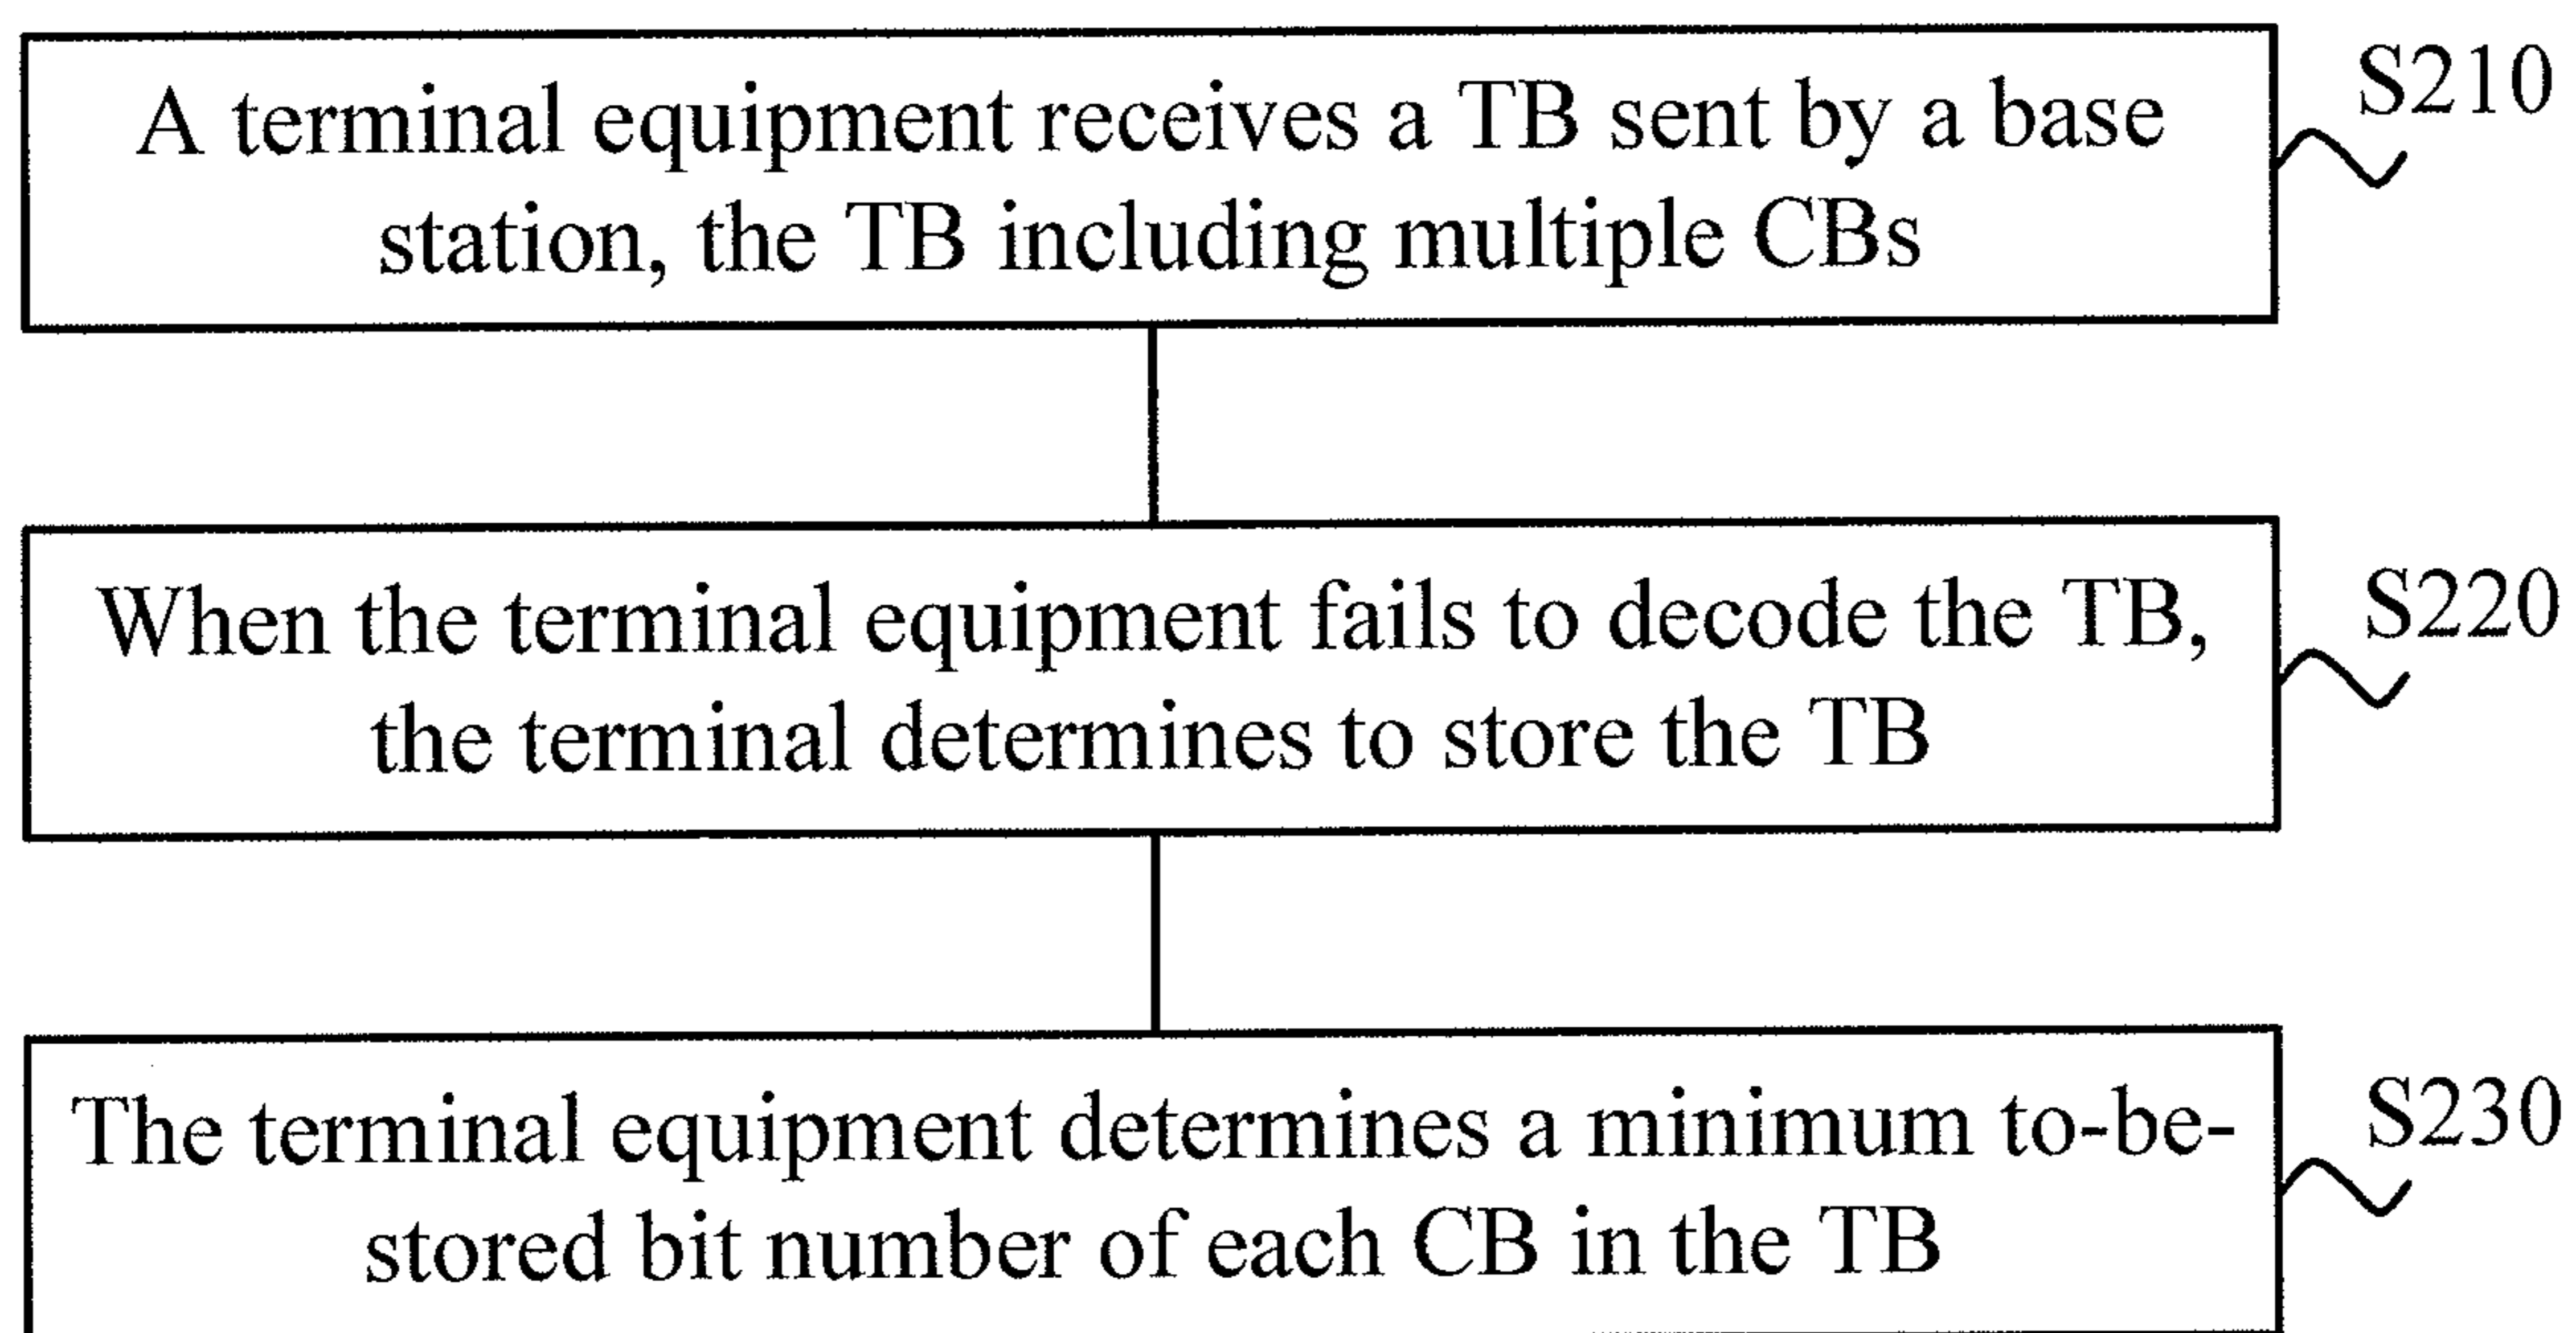 A terminal equipment receives a TB sent by a base
station, the TB including multiple CBs
S210
When the terminal equipment fails to decode the TB,
the terminal determines to store the TB
S220
The terminal equipment determines a minimum to-be-
stored bit number of each CB in the TB
S230